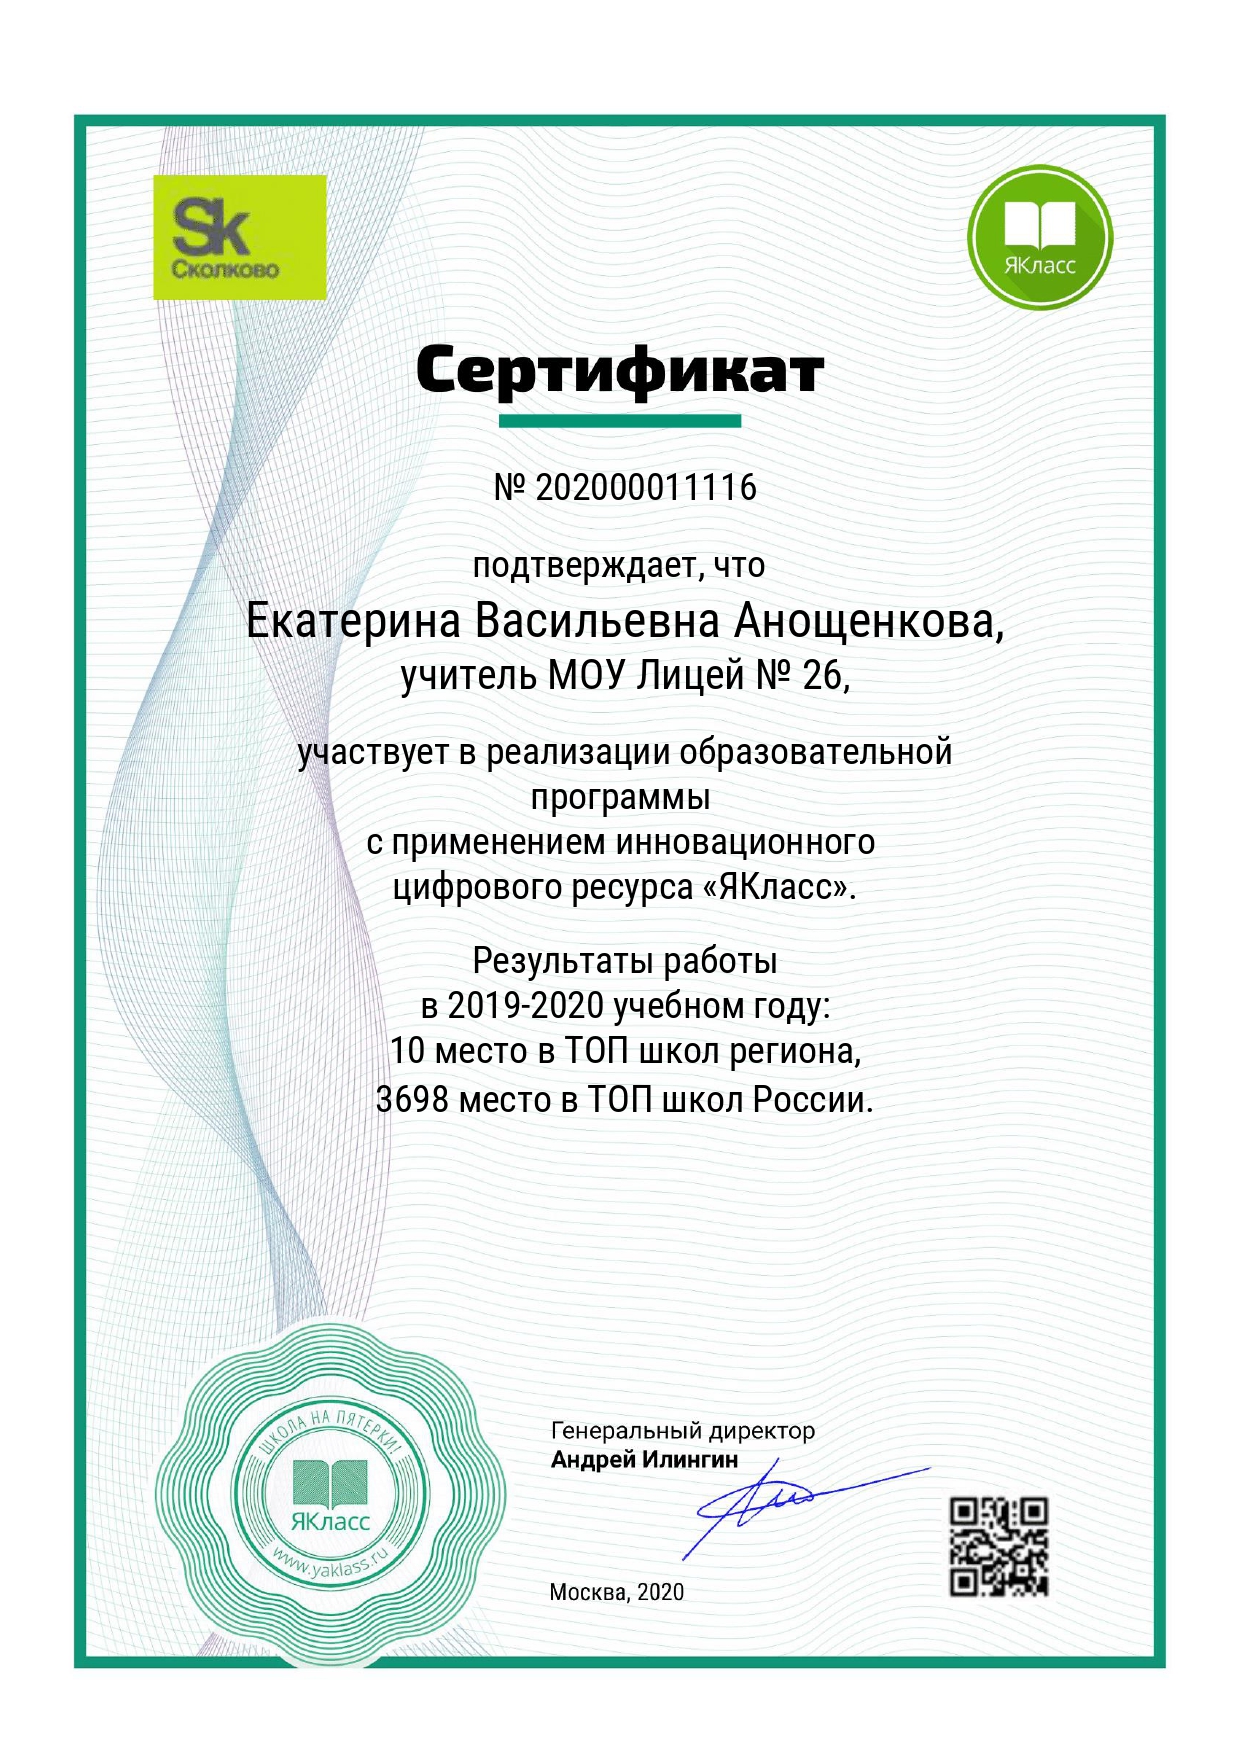 Sk
Сколково
ЯКласс
Сертификат
№ 202000011116
подтверждает, что
Екатерина Васильевна Анощенкова,
учитель МОУ Лицей № 26,
участвует в реализации образовательной
программы
с применением инновационного
цифрового ресурса «ЯКласс».
Результаты работы
в 2019-2020 учебном году:
10 место в ТОП школ региона,
3698 место в ТОП школ России.
ШКОЛА НА ПЯТЕРКИ!
ЯКласс
www.yaklass.ru
Генеральный директор
Андрей Илингин
Москва, 2020